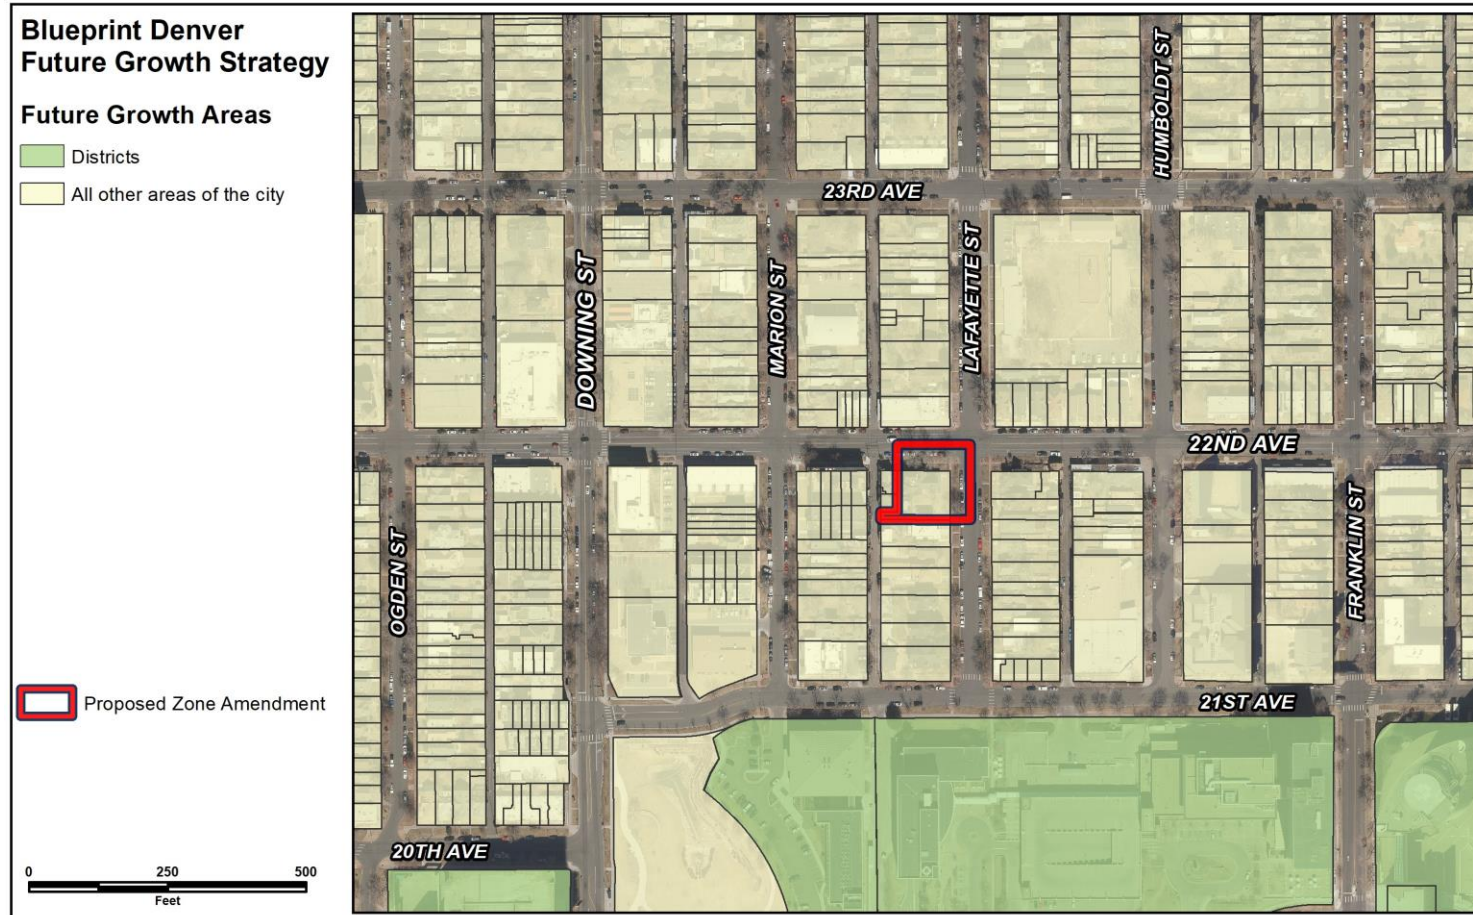 Blueprint Denver
Future Growth Strategy
Future Growth Areas
Districts
All other areas of the city
Proposed Zone Amendment
0 250 500
Feet
HUMBOLDT ST
23RD AVE
DOWNING ST
MARION ST
LAFAYETTE ST
22ND AVE
OGDEN ST
FRANKLIN ST
21ST AVE
20TH AVE